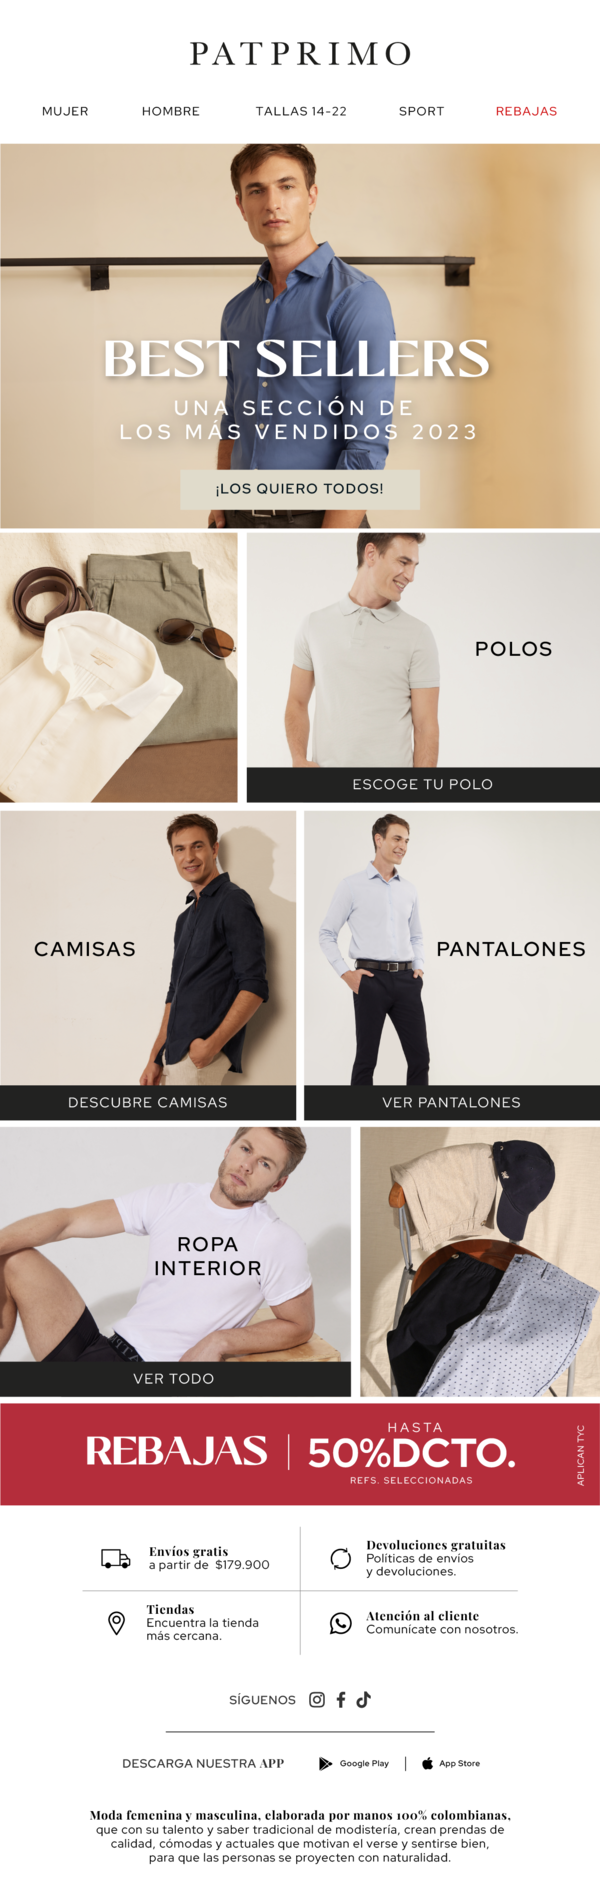 PATPRIMO
MUJER HOMBRE TALLAS 14-22 SPORT REBAJAS
BEST SELLERS
UNA SECCIÓN DE
LOS MÁS VENDIDOS 2023
¡LOS QUIERO TODOS!
POLOS
ESCOGE TU POLO
CAMISAS
DESCUBRE CAMISAS
PANTALONES
VER PANTALONES
ROPA
INTERIOR
VER TODO
REBAJAS
HASTA
50%DCTO.
REFS. SELECCIONADAS
APLICAN TYC
Envíos gratis
a partir de $179.900
Devoluciones gratuitas
Políticas de envíos
y devoluciones.
Tiendas
Encuentra la tienda
más cercana.
Atención al cliente
Comunícate con nosotros.
SÍGUENOS
DESCARGA NUESTRA APP
Google Play
App Store
Moda femenina y masculina, elaborada por manos 100% colombianas,
que con su talento y saber tradicional de modistería, crean prendas de
calidad, cómodas y actuales que motivan el verse y sentirse bien,
para que las personas se proyecten con naturalidad.